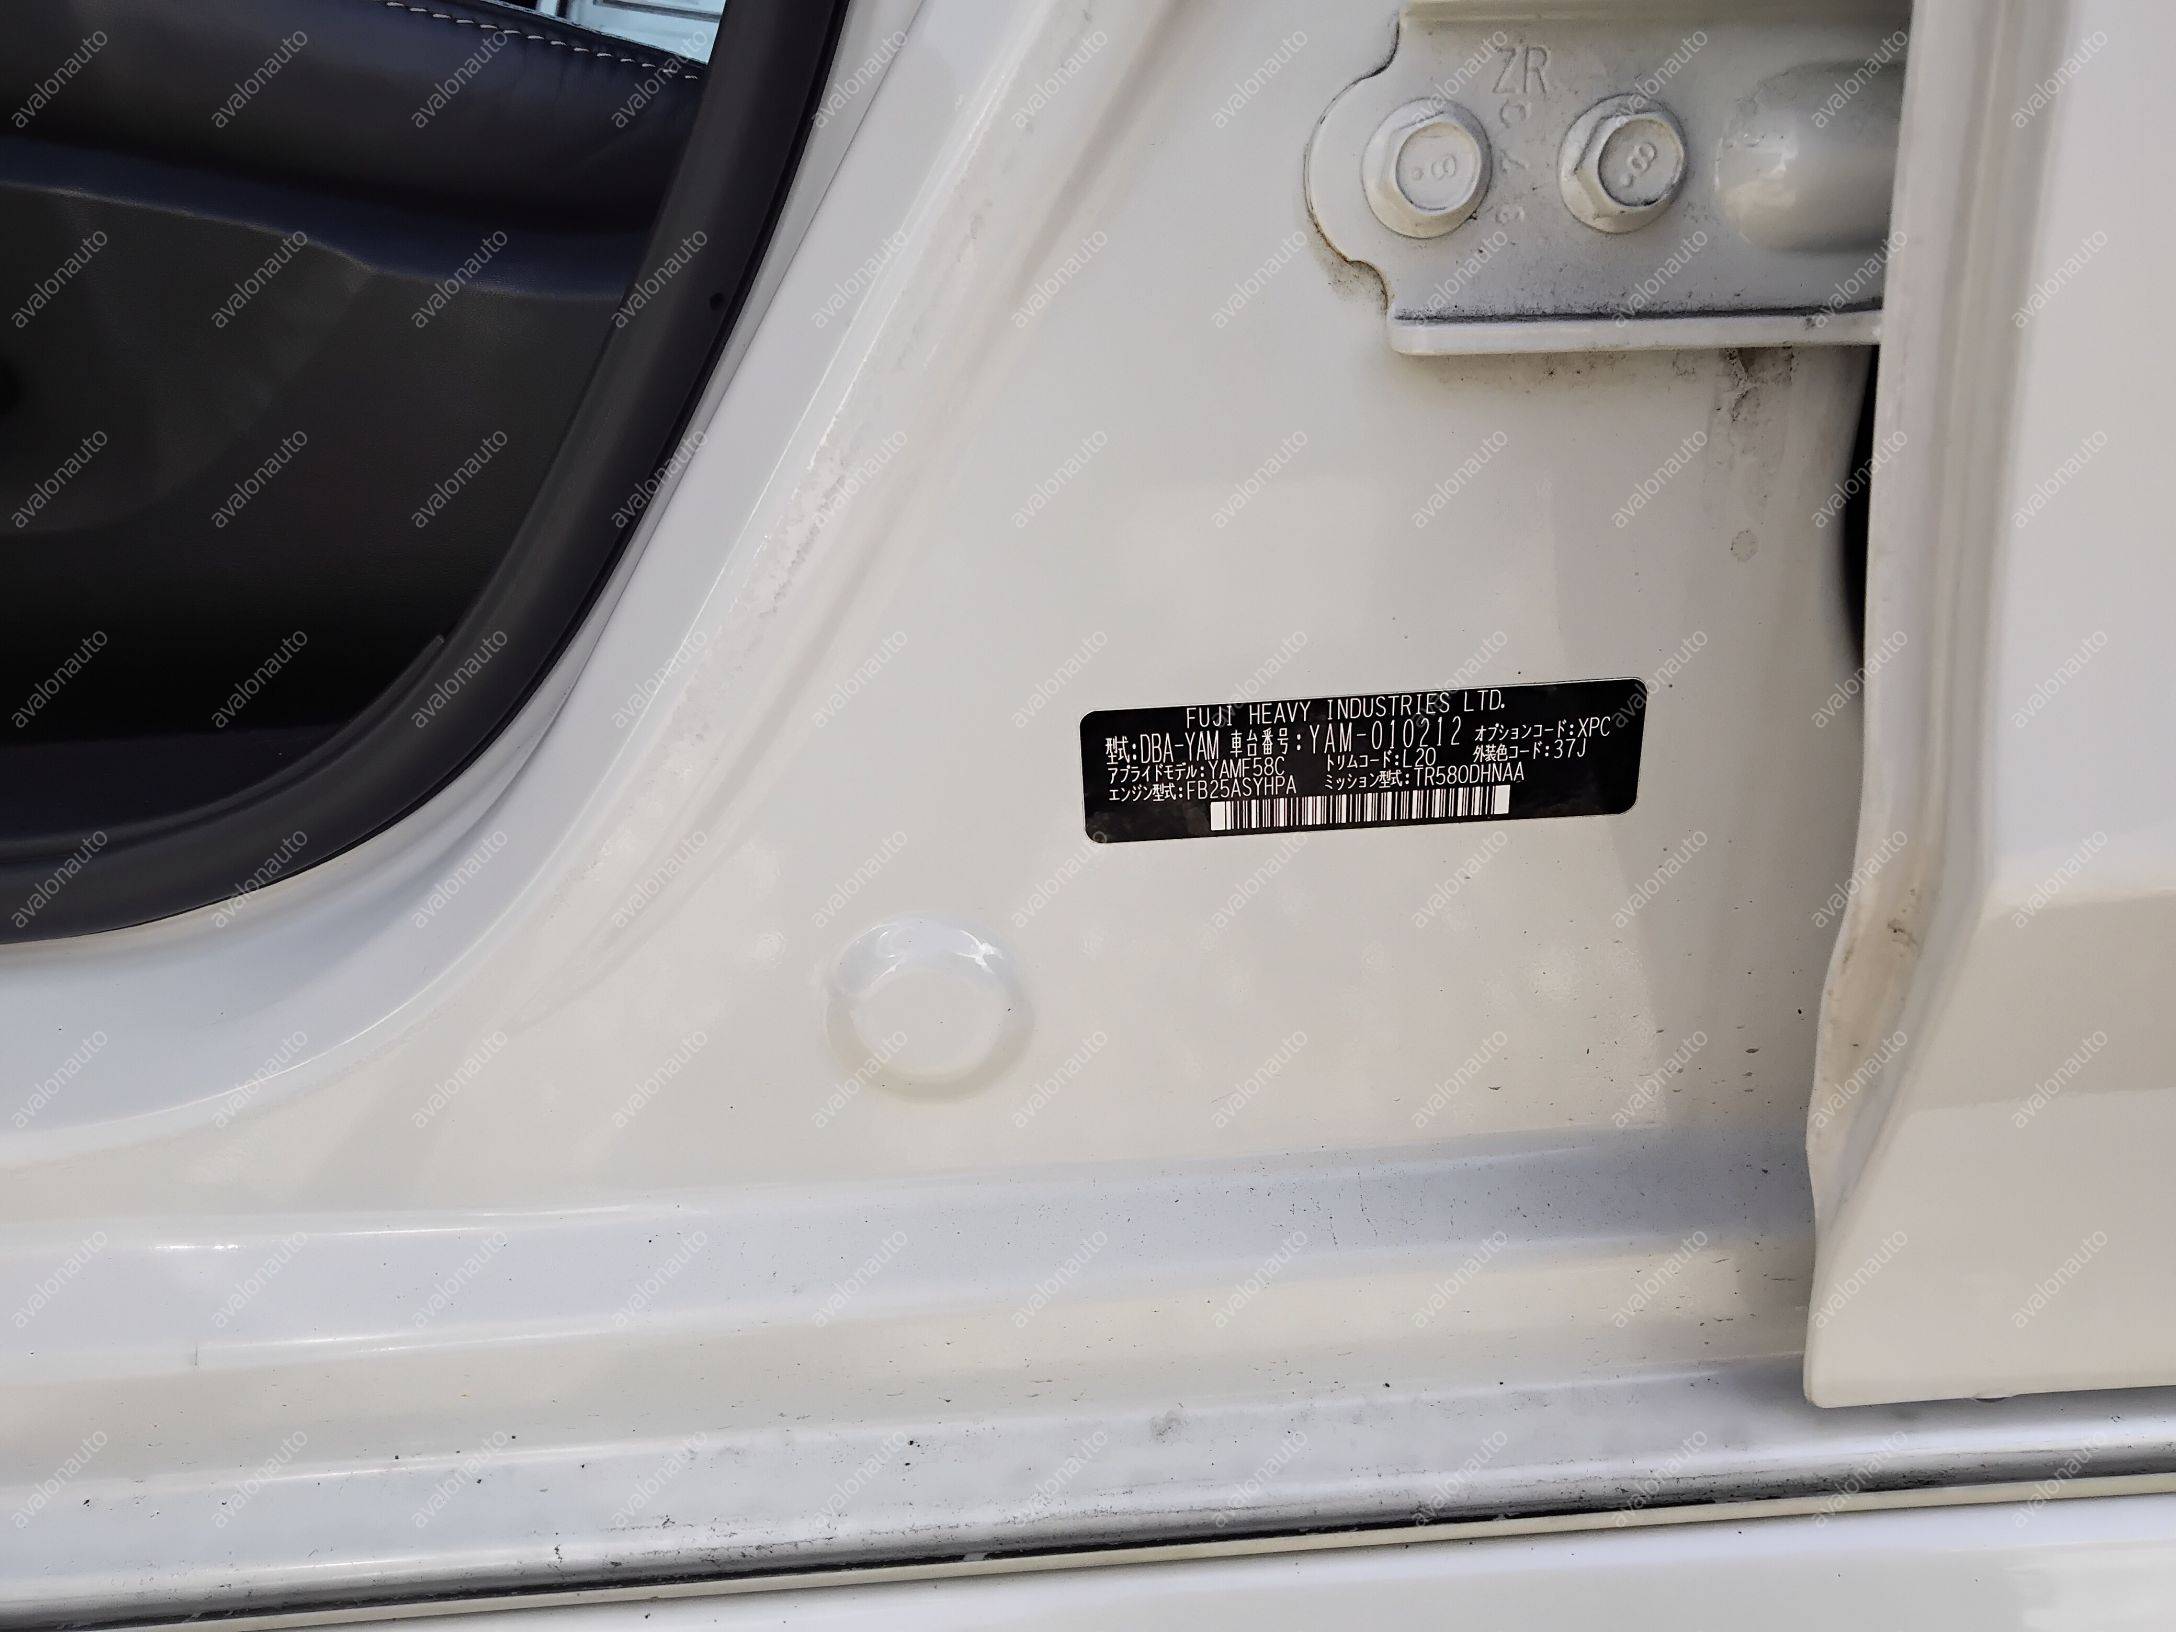 ZR
FUJI HEAVY INDUSTRIES LTD.
型式:DBA-YAM 車台番号:YAM-010212 オプションコード:XPC
アプライドモデル:YAMF58C トリムコード:L20 外装色コード:37J
エンジン型式:FB25ASYHPA ミッション型式:TR580DHNAA
avalonauto